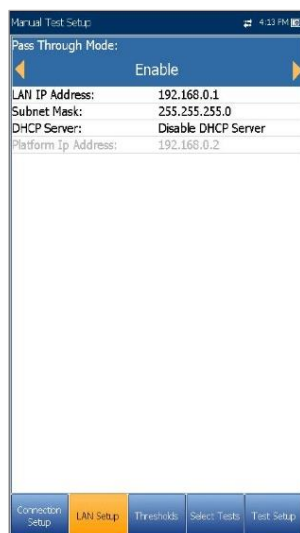 Manual Test Setup 4:13 PM
Pass Through Mode:
Enable
LAN IP Address: 192.168.0.1
Subnet Mask: 255.255.255.0
DHCP Server: Disable DHCP Server
Platform Ip Address: 192.168.0.2
Connection Setup LAN Setup Thresholds Select Tests Test Setup